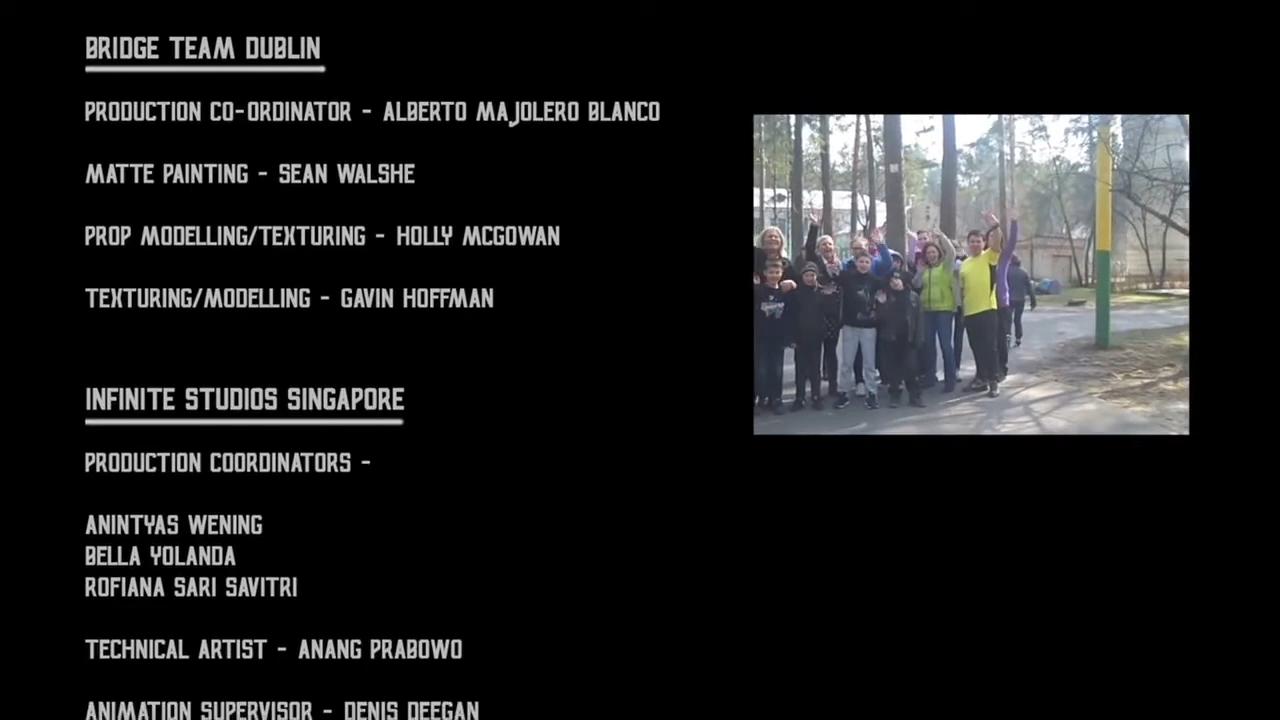 BRIDGE TEAM DUBLIN
PRODUCTION CO-ORDINATOR - ALBERTO MAJOLERO BLANCO
MATTE PAINTING - SEAN WALSHE
PROP MODELLING/TEXTURING - HOLLY MCGOWAN
TEXTURING/MODELLING - GAVIN HOFFMAN
INFINITE STUDIOS SINGAPORE
PRODUCTION COORDINATORS -
ANINTYAS WENING
BELLA YOLANDA
ROFIANA SARI SAVITRI
TECHNICAL ARTIST - ANANG PRABOWO
ANIMATION SUPERVISOR - DENIS DEEGAN